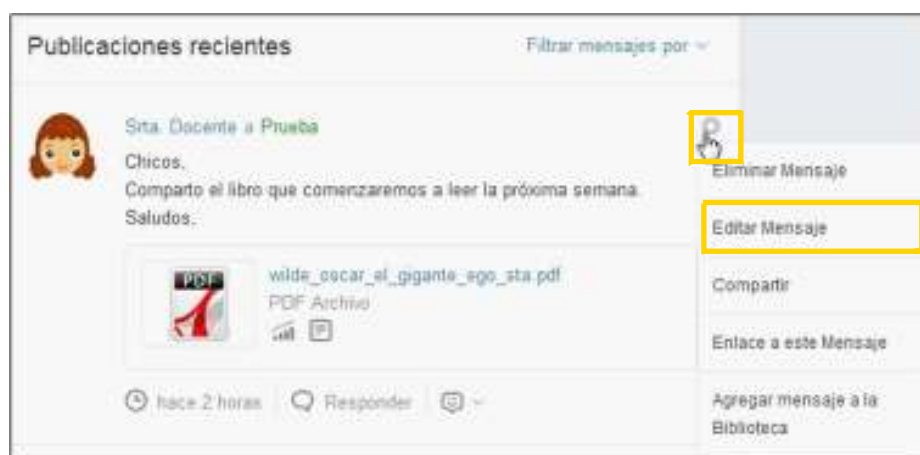 Publicaciones recientes
Filtrar mensajes por
Srta. Docente a Prueba
Chicos,
Comparto el libro que comenzaremos a leer la próxima semana.
Saludos.
PDF
wilde_oscar_el_gigante_ego_sta.pdf
PDF Archivo
hace 2 horas
Responder
Eliminar Mensaje
Editar Mensaje
Compartir
Enlace a este Mensaje
Agregar mensaje a la
Biblioteca